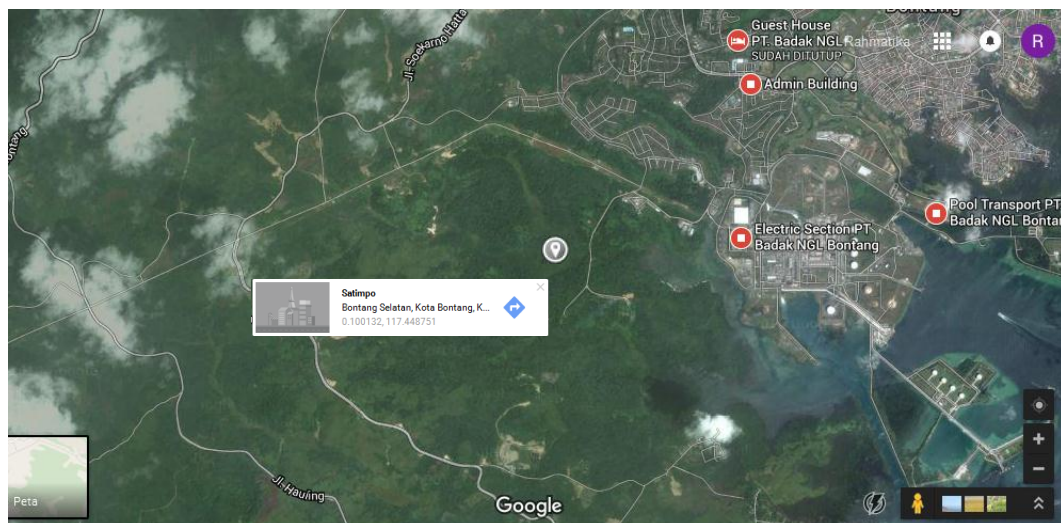 Bontang
Guest House
PT. Badak NGL
Rahmatika
R
SUDAH DITUTUP
Jl. Soekarno Hatta
Admin Building
Pool Transport PT
Badak NGL Bontan
Electric Section PT
Badak NGL Bontang
Satimpo
Bontang Selatan, Kota Bontang, K...
0.100132, 117.448751
Jl. Hauling
Peta
Google